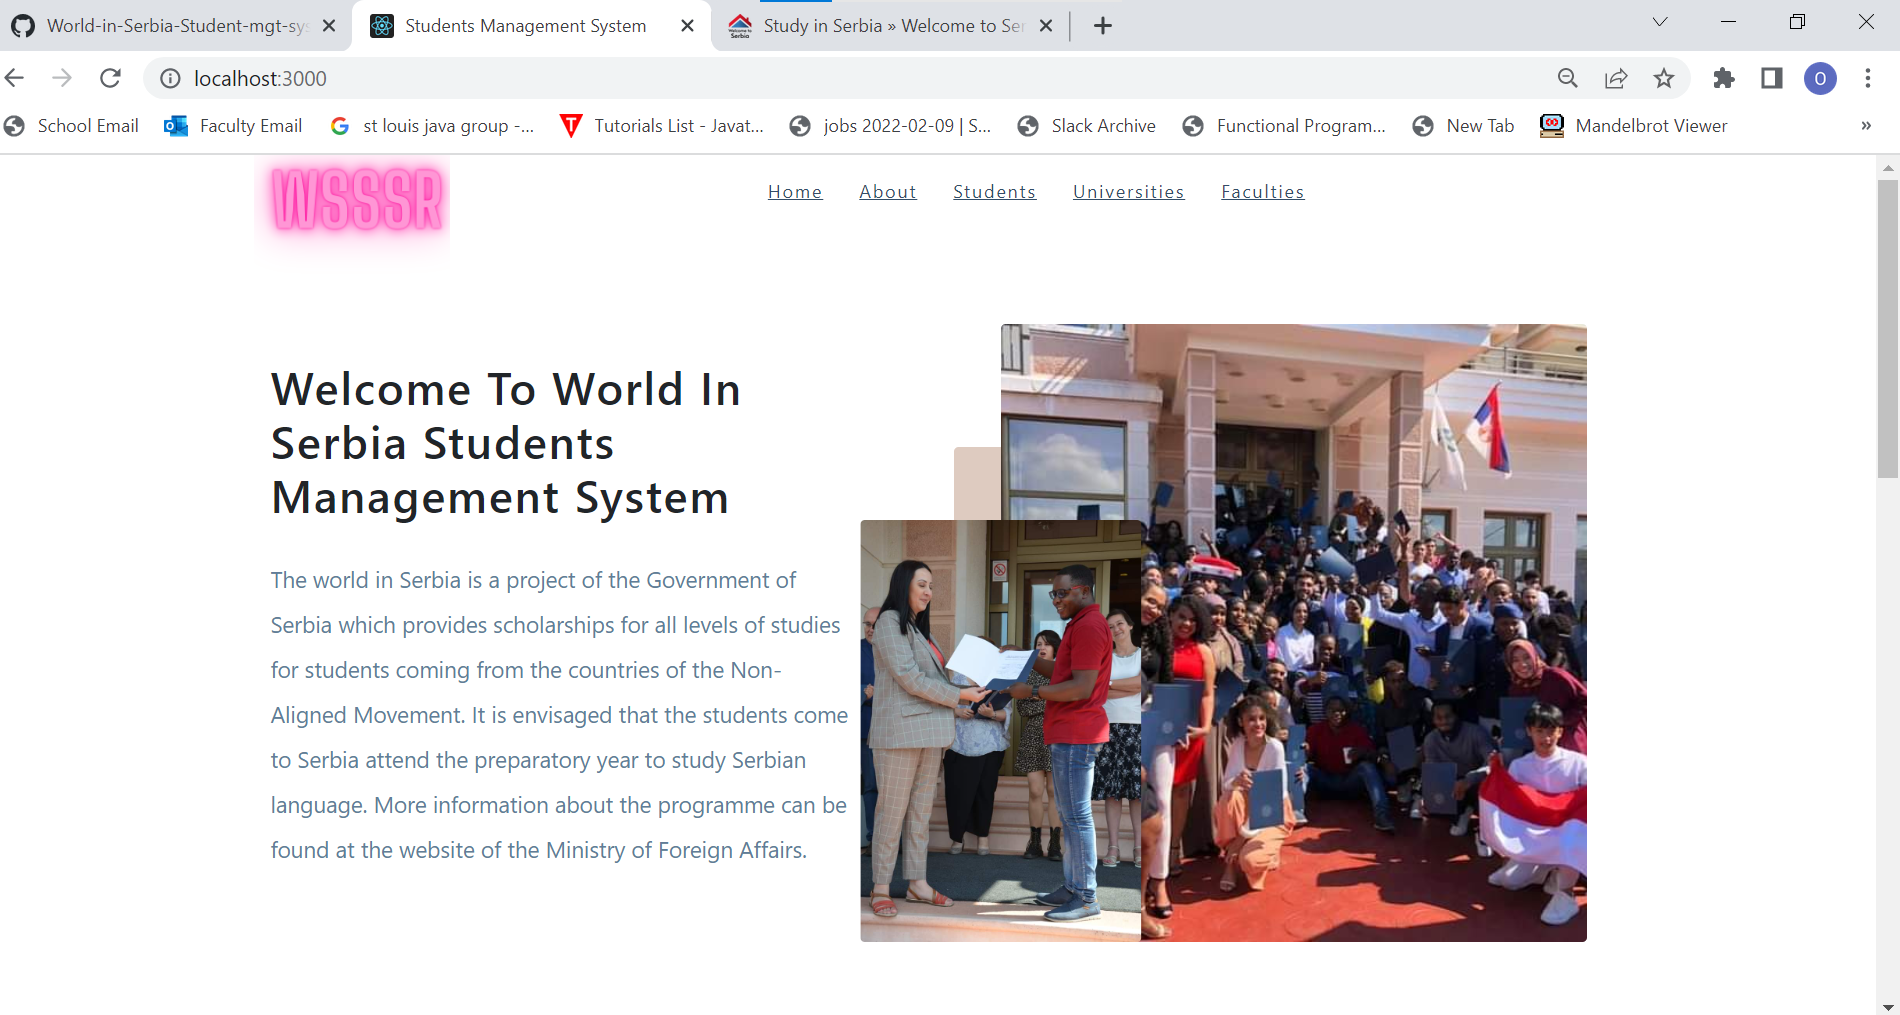 World-in-Serbia-Student-mgt-sys
Students Management System
Study in Serbia » Welcome to Ser
localhost:3000
O
School Email
Faculty Email
st louis java group -...
Tutorials List - Javat...
jobs 2022-02-09 | S...
Slack Archive
Functional Program...
New Tab
Mandelbrot Viewer
»
WSSSR
Home
About
Students
Universities
Faculties
Welcome To World In
Serbia Students
Management System
The world in Serbia is a project of the Government of
Serbia which provides scholarships for all levels of studies
for students coming from the countries of the Non-
Aligned Movement. It is envisaged that the students come
to Serbia attend the preparatory year to study Serbian
language. More information about the programme can be
found at the website of the Ministry of Foreign Affairs.